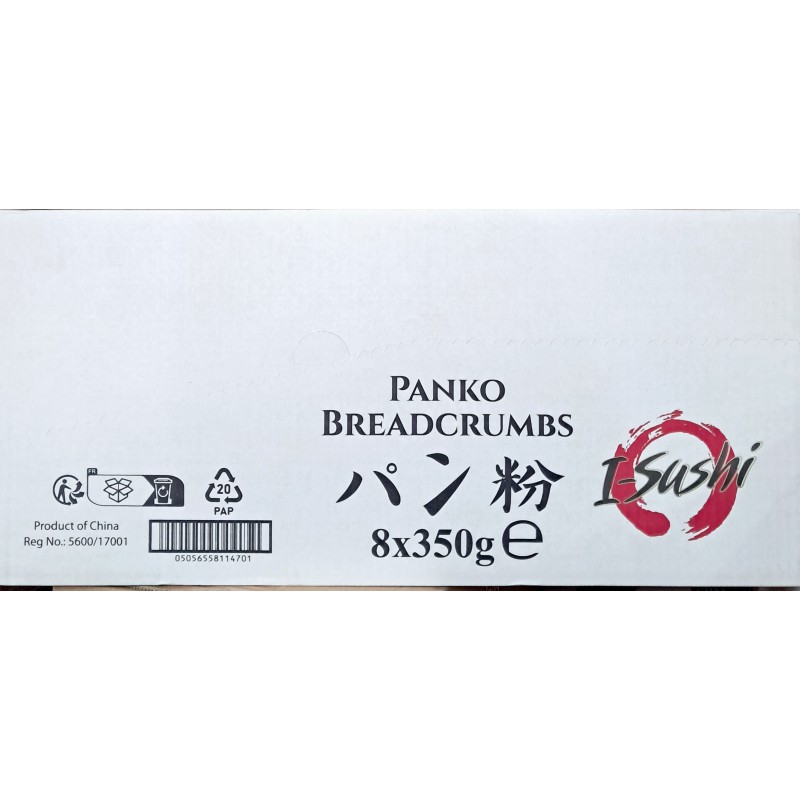 PANKO
BREADCRUMBS
パン粉
8x350g ℮
I-Sushi
FR
20
PAP
Product of China
Reg No.: 5600/17001
05056558114701